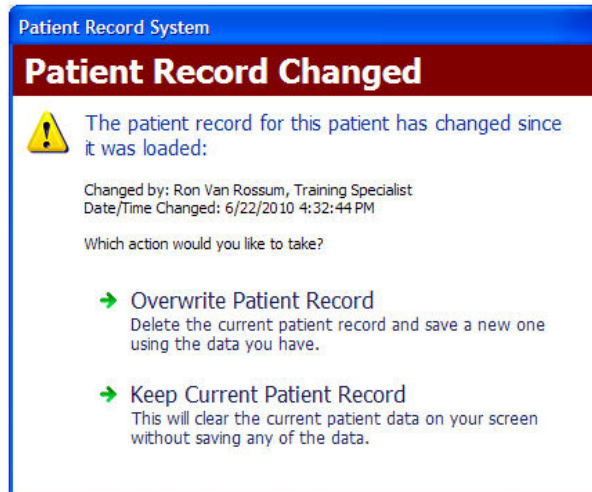 Patient Record System
Patient Record Changed
The patient record for this patient has changed since
it was loaded:
Changed by: Ron Van Rossum, Training Specialist
Date/Time Changed: 6/22/2010 4:32:44 PM
Which action would you like to take?
Overwrite Patient Record
Delete the current patient record and save a new one
using the data you have.
Keep Current Patient Record
This will clear the current patient data on your screen
without saving any of the data.